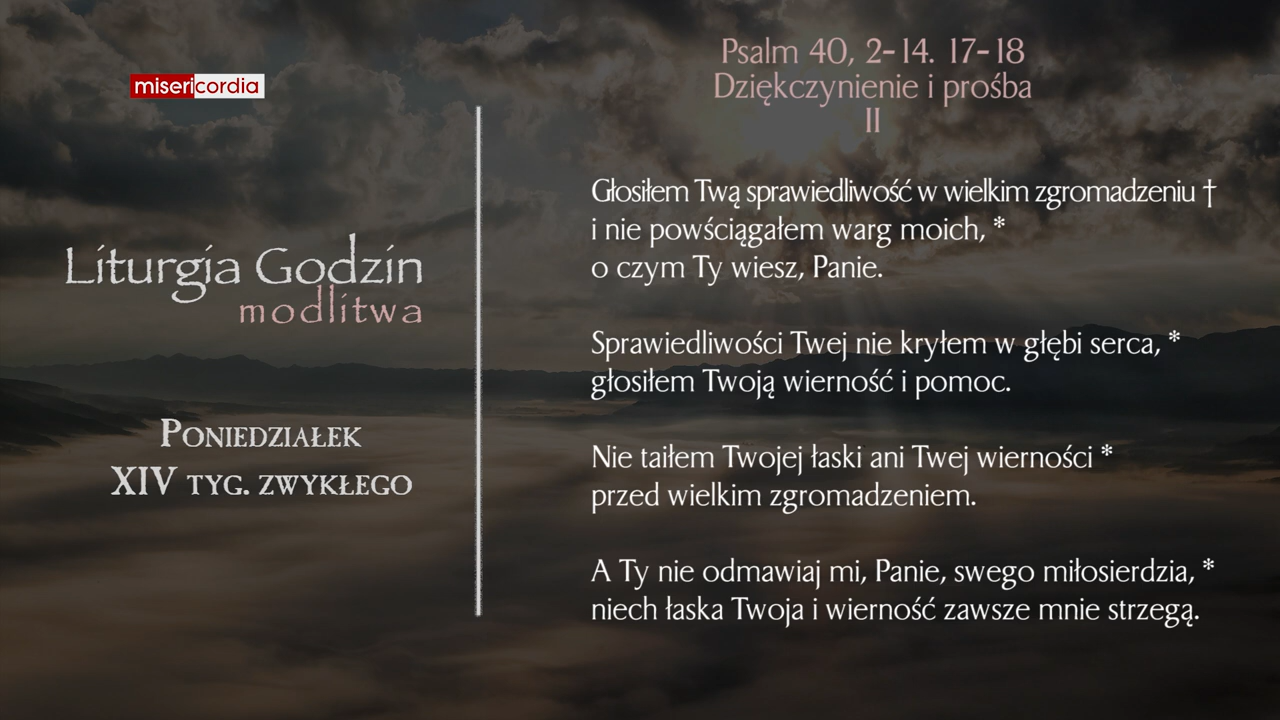 misericordia
Liturgia Godzin
modlitwa
Poniedziałek
XIV tyg. zwykłego
Psalm 40, 2-14. 17-18
Dziękczynienie i prośba
II
Głosiłem Twą sprawiedliwość w wielkim zgromadzeniu †
i nie powściągałem warg moich, *
o czym Ty wiesz, Panie.
Sprawiedliwości Twej nie kryłem w głębi serca, *
głosiłem Twoją wierność i pomoc.
Nie taiłem Twojej łaski ani Twej wierności *
przed wielkim zgromadzeniem.
A Ty nie odmawiaj mi, Panie, swego miłosierdzia, *
niech łaska Twoja i wierność zawsze mnie strzegą.